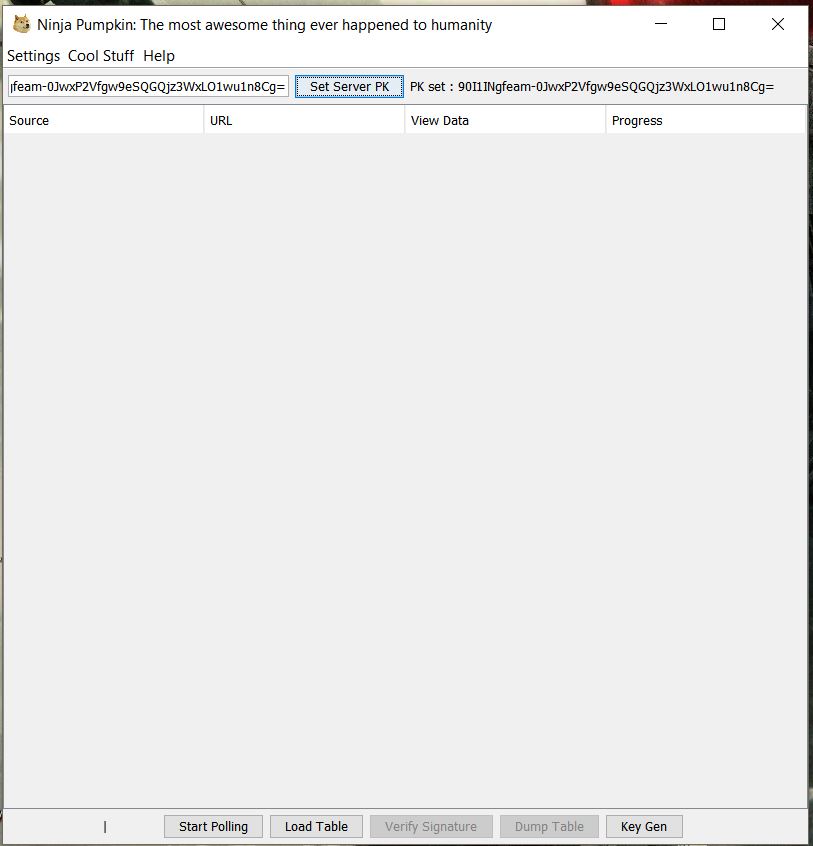 Ninja Pumpkin: The most awesome thing ever happened to humanity
Settings Cool Stuff Help
gfeam-0JwxP2Vfgw9eSQGQjz3WxLO1wu1n8Cg= Set Server PK PK set : 90I1INgfeam-0JwxP2Vfgw9eSQGQjz3WxLO1wu1n8Cg=
Source URL View Data Progress
| Start Polling Load Table Verify Signature Dump Table Key Gen